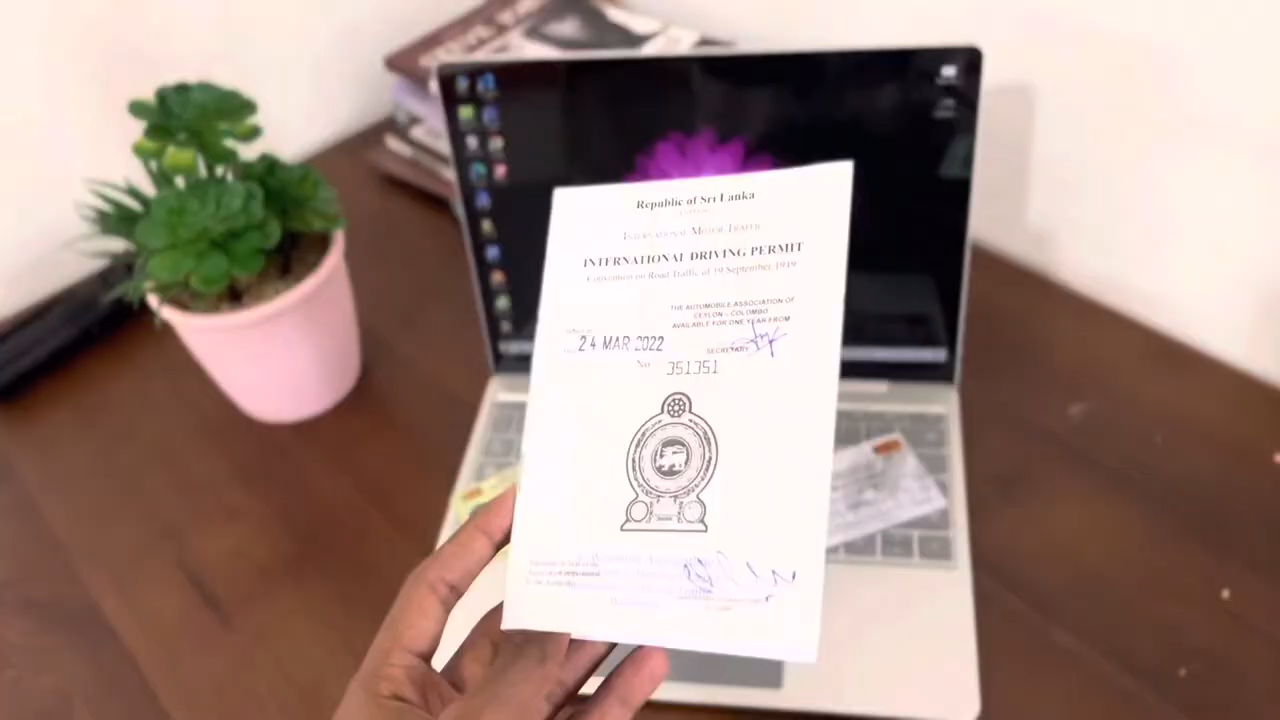 Republic of Sri Lanka
INTERNATIONAL MOTOR TRAFFIC
INTERNATIONAL DRIVING PERMIT
Convention on Road Traffic of 19 September 1949
THE AUTOMOBILE ASSOCIATION OF
CEYLON - COLOMBO
AVAILABLE FOR ONE YEAR FROM
24 MAR 2022
SECRETARY
No 351351